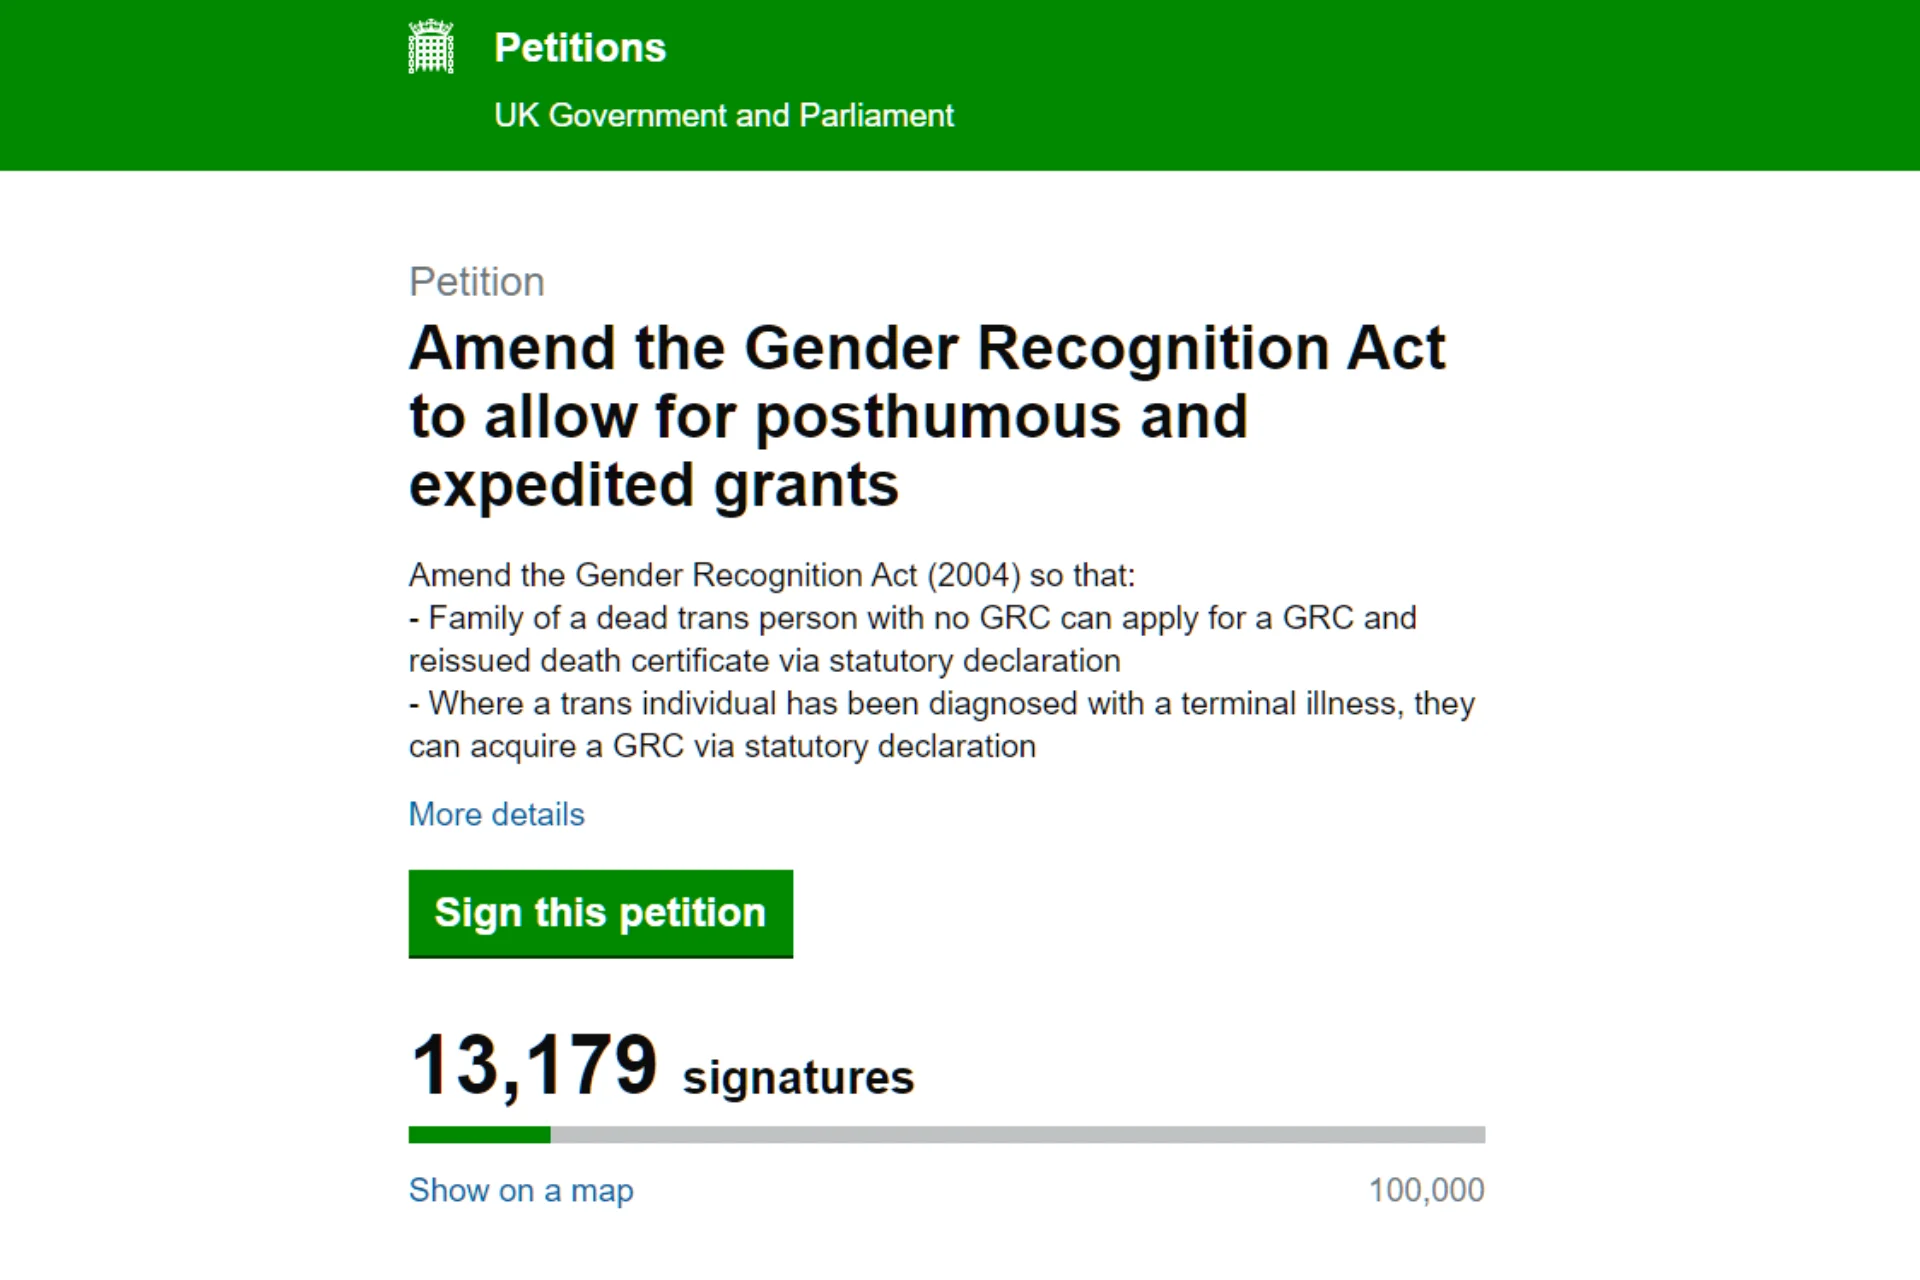 Petitions
UK Government and Parliament
Petition
Amend the Gender Recognition Act
to allow for posthumous and
expedited grants
Amend the Gender Recognition Act (2004) so that:
- Family of a dead trans person with no GRC can apply for a GRC and
reissued death certificate via statutory declaration
- Where a trans individual has been diagnosed with a terminal illness, they
can acquire a GRC via statutory declaration
More details
Sign this petition
13,179 signatures
Show on a map 100,000